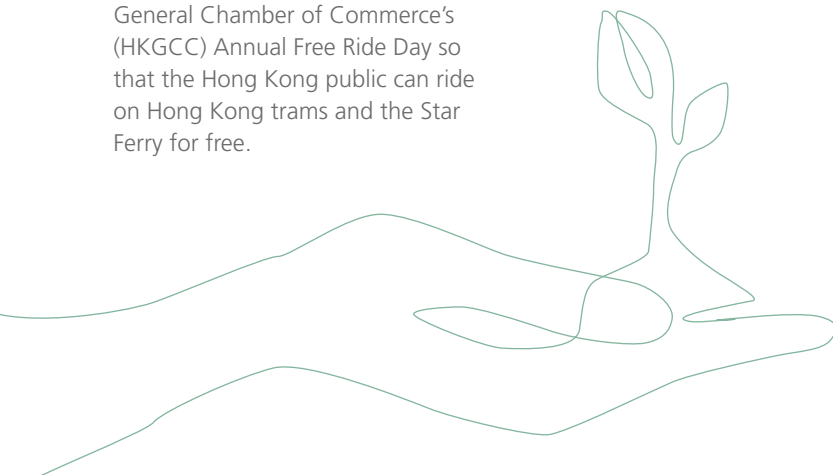 General Chamber of Commerce’s
(HKGCC) Annual Free Ride Day so
that the Hong Kong public can ride
on Hong Kong trams and the Star
Ferry for free.